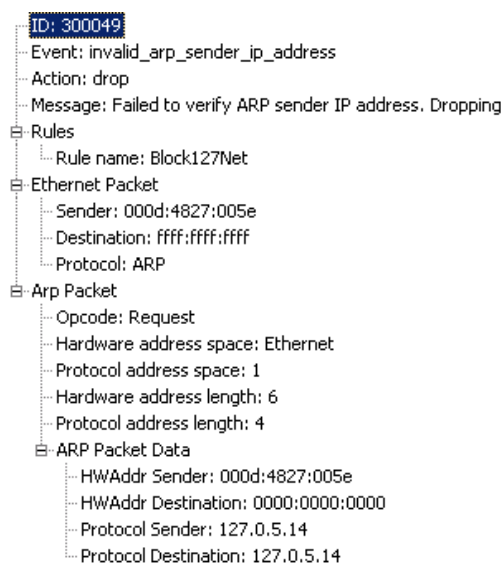 ID: 300049
Event: invalid_arp_sender_ip_address
Action: drop
Message: Failed to verify ARP sender IP address. Dropping
Rules
Rule name: Block127Net
Ethernet Packet
Sender: 000d:4827:005e
Destination: ffff:ffff:ffff
Protocol: ARP
Arp Packet
Opcode: Request
Hardware address space: Ethernet
Protocol address space: 1
Hardware address length: 6
Protocol address length: 4
ARP Packet Data
HWAddr Sender: 000d:4827:005e
HWAddr Destination: 0000:0000:0000
Protocol Sender: 127.0.5.14
Protocol Destination: 127.0.5.14